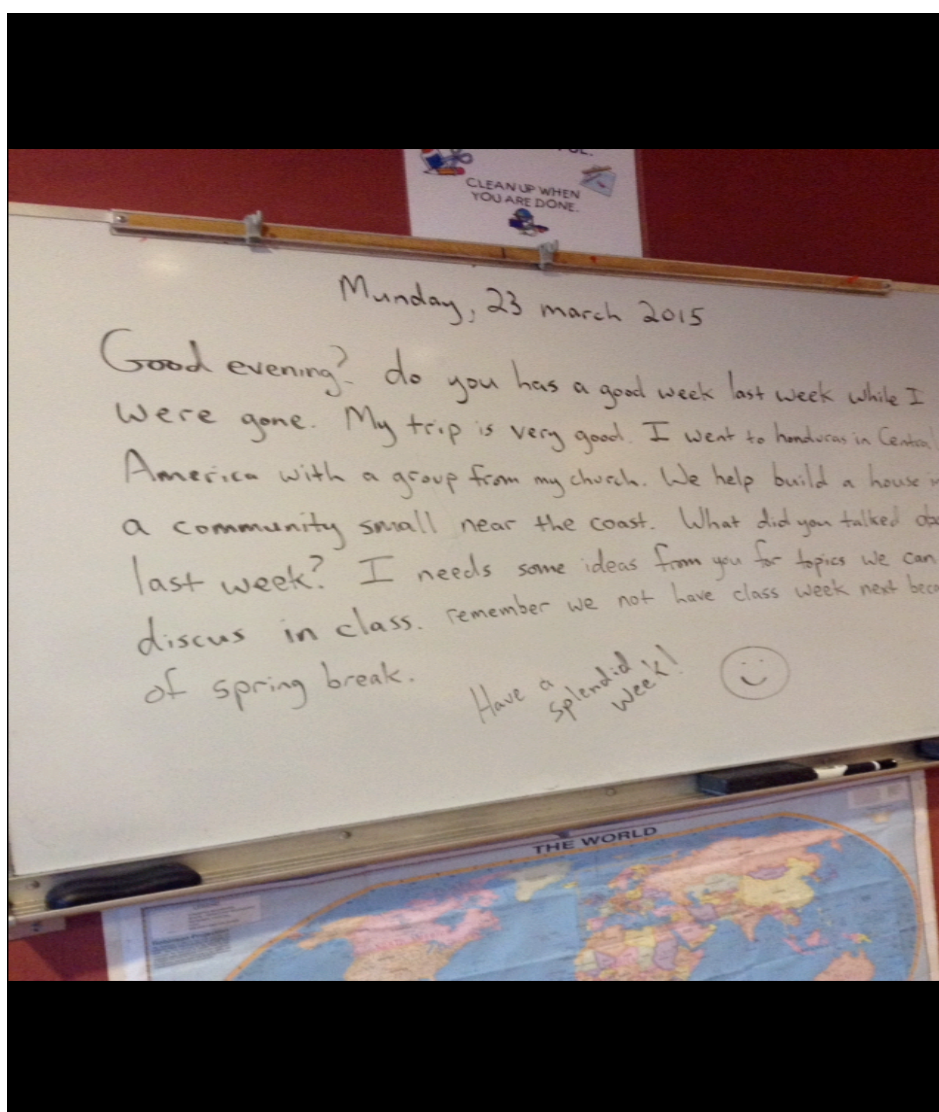 CLEAN UP WHEN
YOU ARE DONE.
Munday, 23 march 2015
Good evening? do you has a good week last week while I
were gone. My trip is very good. I went to honduras in Central
America with a group from my church. We help build a house
a community small near the coast. What did you talked
last week? I needs some ideas from you for topics we can
discus in class. remember we not have class week next
of spring break.
Have a
splendid
week!
THE WORLD